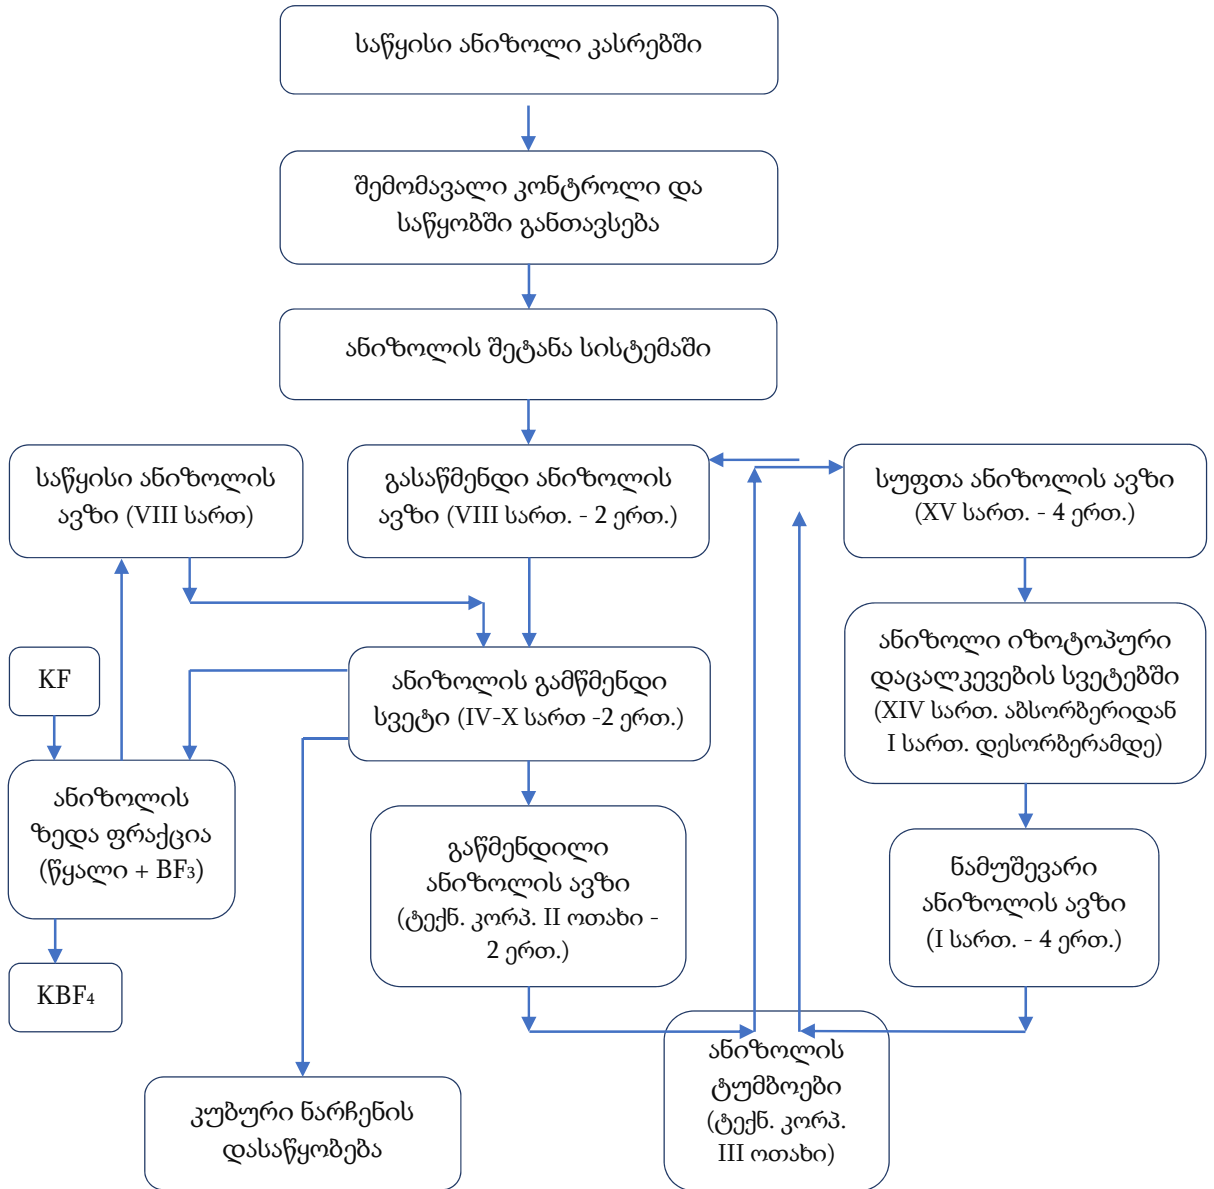 საწყისი ანიზოლი კასრებში
შემომავალი კონტროლი და
საწყობში განთავსება
ანიზოლის შეტანა სისტემაში
საწყისი ანიზოლის
ავზი (VIII სართ)
გასაწმენდი ანიზოლის
ავზი (VIII სართ. - 2 ერთ.)
სუფთა ანიზოლის ავზი
(XV სართ. - 4 ერთ.)
KF
ანიზოლის გამწმენდი
სვეტი (IV-X სართ -2 ერთ.)
ანიზოლი იზოტოპური
დაცალკევების სვეტებში
(XIV სართ. აბსორბერიდან
I სართ. დესორბერამდე)
ანიზოლის
ზედა ფრაქცია
(წყალი + BF₃)
გაწმენდილი
ანიზოლის ავზი
(ტექნ. კორპ. II ოთახი -
2 ერთ.)
ნამუშევარი
ანიზოლის ავზი
(I სართ. - 4 ერთ.)
KBF₄
ანიზოლის
ტუმბოები
(ტექნ. კორპ.
III ოთახი)
კუბური ნარჩენის
დასაწყობება